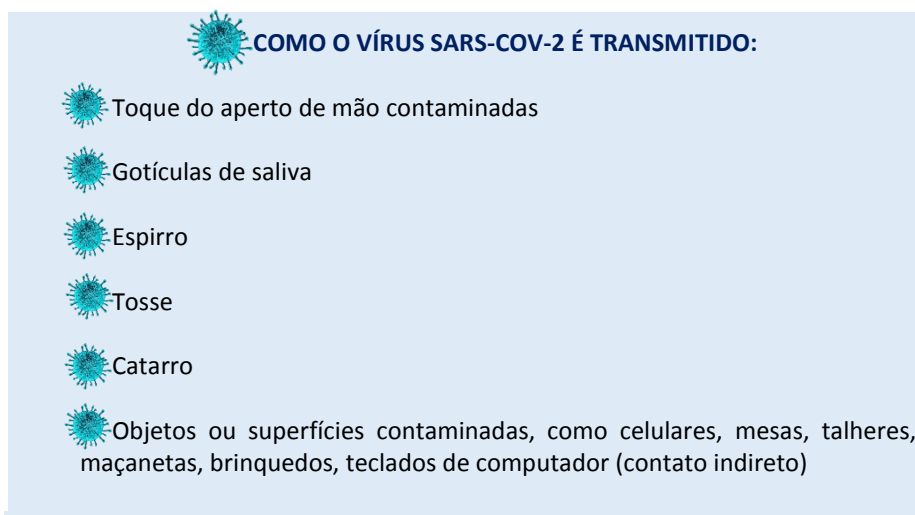 COMO O VÍRUS SARS-COV-2 É TRANSMITIDO:
Toque do aperto de mão contaminadas
Gotículas de saliva
Espirro
Tosse
Catarro
Objetos ou superfícies contaminadas, como celulares, mesas, talheres,
maçanetas, brinquedos, teclados de computador (contato indireto)